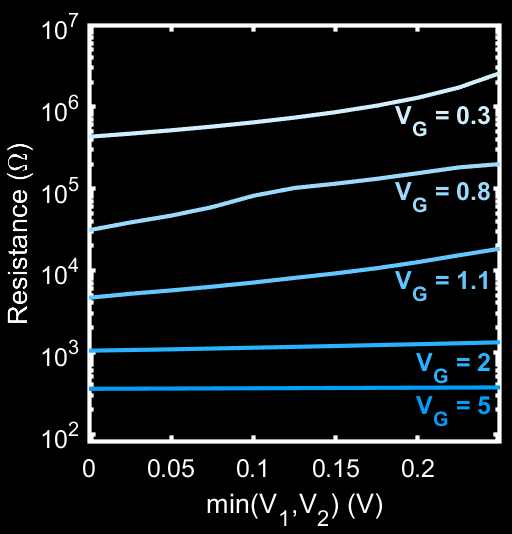 10^7
10^6
10^5
10^4
10^3
10^2
Resistance (Ω)
V_G = 0.3
V_G = 0.8
V_G = 1.1
V_G = 2
V_G = 5
0 0.05 0.1 0.15 0.2
min(V_1,V_2) (V)